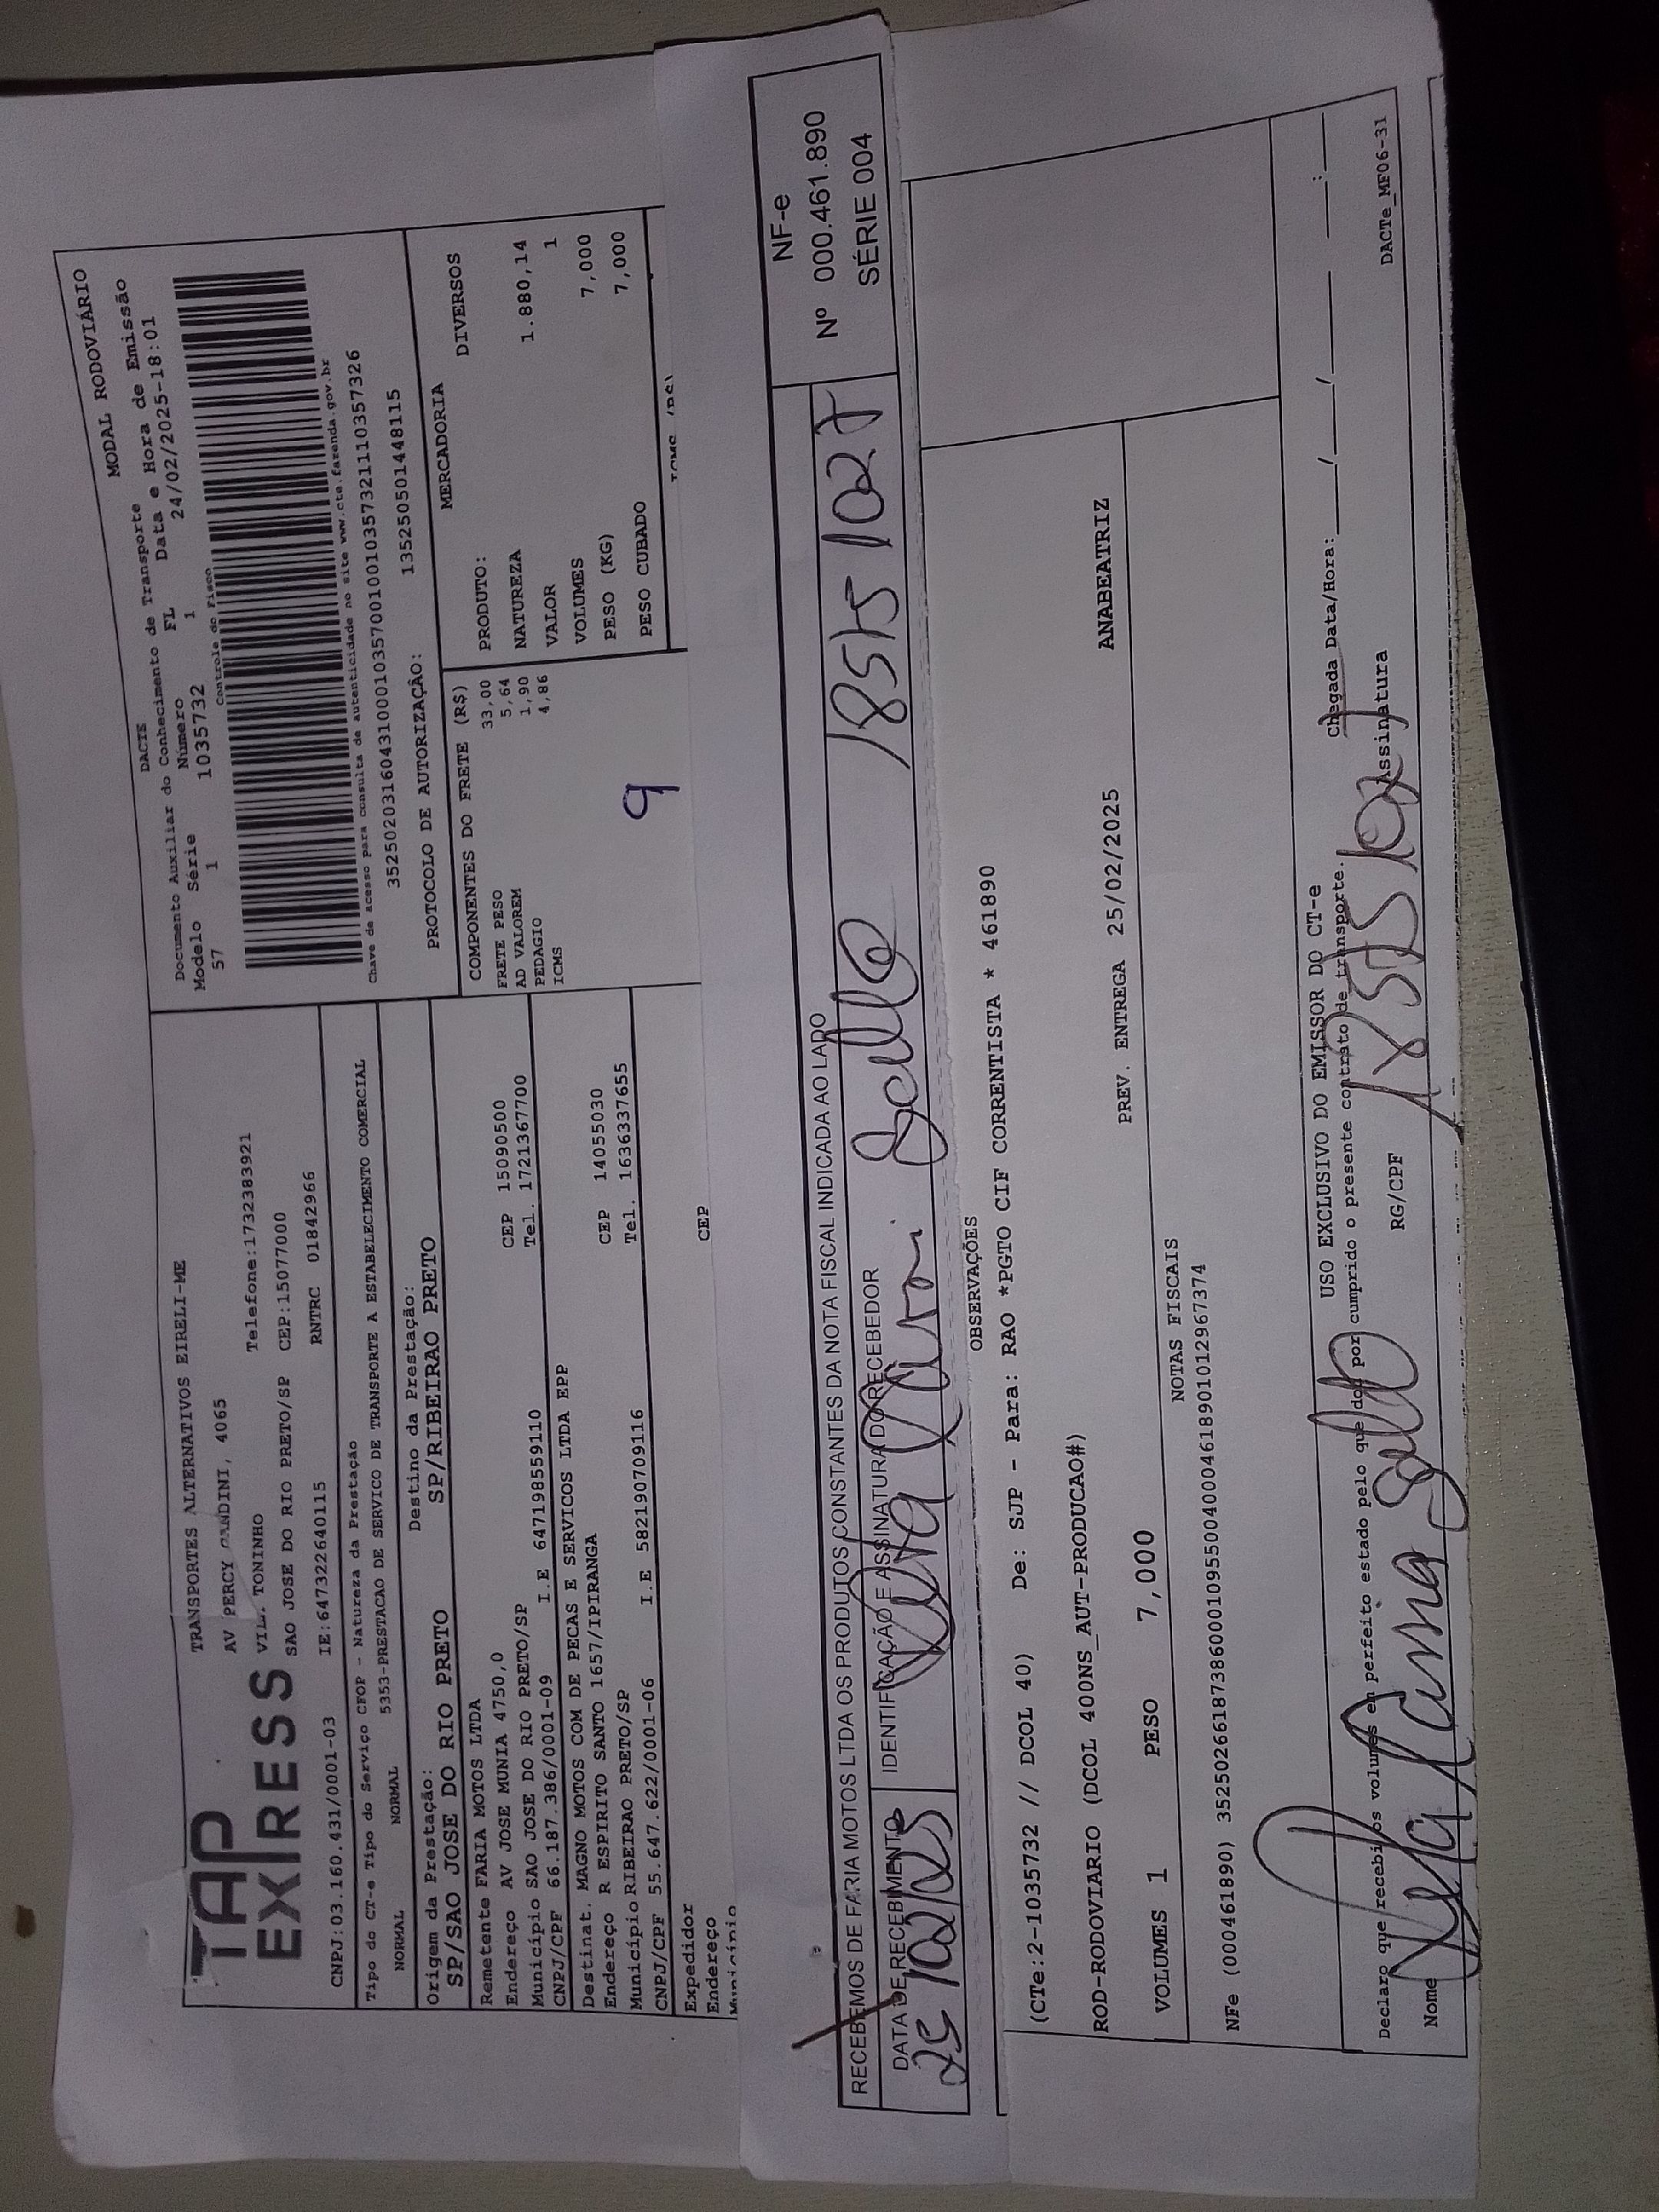 TAP
EXPRESS
TRANSPORTES ALTERNATIVOS EIRELI-ME
AV PERCY GANDINI, 4065
VILA TONINHO Telefone:1732383921
SAO JOSE DO RIO PRETO/SP CEP:15077000
CNPJ:03.160.431/0001-03 IE:647322640115 RNTRC 01842966
Tipo do CT-e Tipo do Serviço CFOP - Natureza da Prestação
NORMAL NORMAL 5353-PRESTACAO DE SERVICO DE TRANSPORTE A ESTABELECIMENTO COMERCIAL
Origem da Prestação: Destino da Prestação:
SP/SAO JOSE DO RIO PRETO SP/RIBEIRAO PRETO
Remetente FARIA MOTOS LTDA
Endereço AV JOSE MUNIA 4750,0 CEP 15090500
Município SAO JOSE DO RIO PRETO/SP Tel. 1721367700
CNPJ/CPF 66.187.386/0001-09 I.E 647198559110
Destinat. MAGNO MOTOS COM DE PECAS E SERVICOS LTDA EPP
Endereço R ESPIRITO SANTO 1657/IPIRANGA CEP 14055030
Município RIBEIRAO PRETO/SP Tel. 1636337655
CNPJ/CPF 55.647.622/0001-06 I.E 582190709116
Expedidor
Endereço CEP
Município
DACTE MODAL RODOVIÁRIO
Documento Auxiliar do Conhecimento de Transporte
Modelo Série Número FL Data e Hora de Emissão
57 1 1035732 1 24/02/2025-18:01
Controle do Fisco
Chave de acesso para consulta de autenticidade no site www.cte.fazenda.gov.br
35250203160431000103570010010357321110357326
PROTOCOLO DE AUTORIZAÇÃO: 135250501448115
COMPONENTES DO FRETE (R$)
FRETE PESO 33,00
AD VALOREM 5,64
PEDAGIO 1,90
ICMS 4,86
9
MERCADORIA
PRODUTO: DIVERSOS
NATUREZA
VALOR 1.880,14
VOLUMES 1
PESO (KG) 7,000
PESO CUBADO 7,000
RECEBEMOS DE FARIA MOTOS LTDA OS PRODUTOS CONSTANTES DA NOTA FISCAL INDICADA AO LADO
DATA DE RECEBIMENTO IDENTIFICAÇÃO E ASSINATURA DO RECEBEDOR
25/02/25
NF-e
Nº 000.461.890
SÉRIE 004
OBSERVAÇÕES
(CTe:2-1035732 // DCOL 40) De: SJP - Para: RAO *PGTO CIF CORRENTISTA * 461890
ROD-RODOVIARIO (DCOL 400NS_AUT-PRODUCAO#)
PREV. ENTREGA 25/02/2025 ANABEATRIZ
VOLUMES 1 PESO 7,000
NOTAS FISCAIS
NFe (000461890) 35250266187386000109550040004618901012967374
USO EXCLUSIVO DO EMISSOR DO CT-e
Declaro que recebi os volumes em perfeito estado pelo que dou por cumprido o presente contrato de transporte. Chegada Data/Hora: ___/___/___ ___:___
Nome RG/CPF Assinatura
DACTe_MF06-31